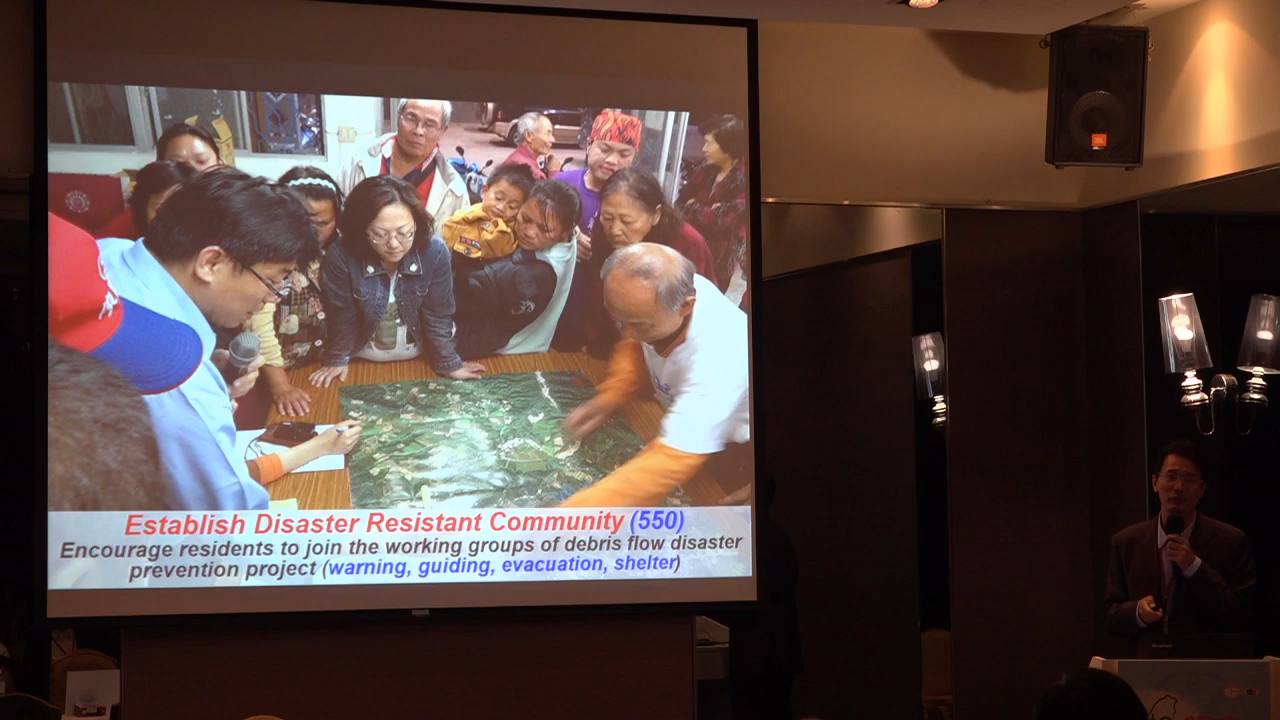 Establish Disaster Resistant Community (550)
Encourage residents to join the working groups of debris flow disaster
prevention project (warning, guiding, evacuation, shelter)